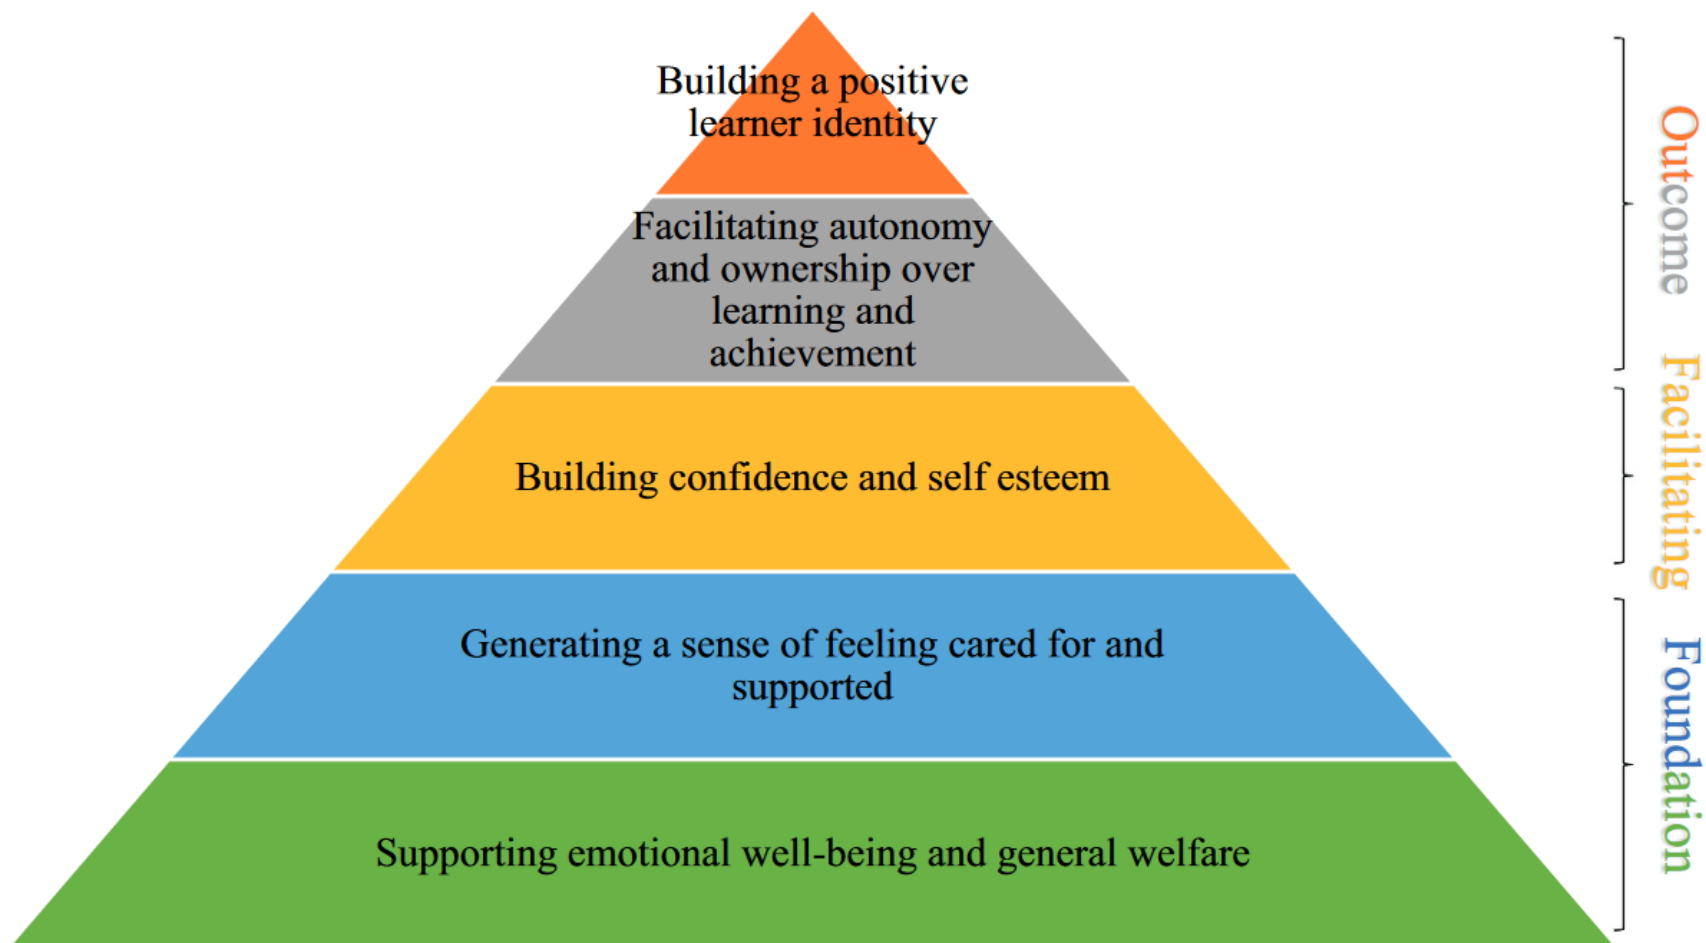 Building a positive
learner identity
Facilitating autonomy
and ownership over
learning and
achievement
Building confidence and self esteem
Generating a sense of feeling cared for and
supported
Supporting emotional well-being and general welfare
Outcome
Facilitating
Foundation